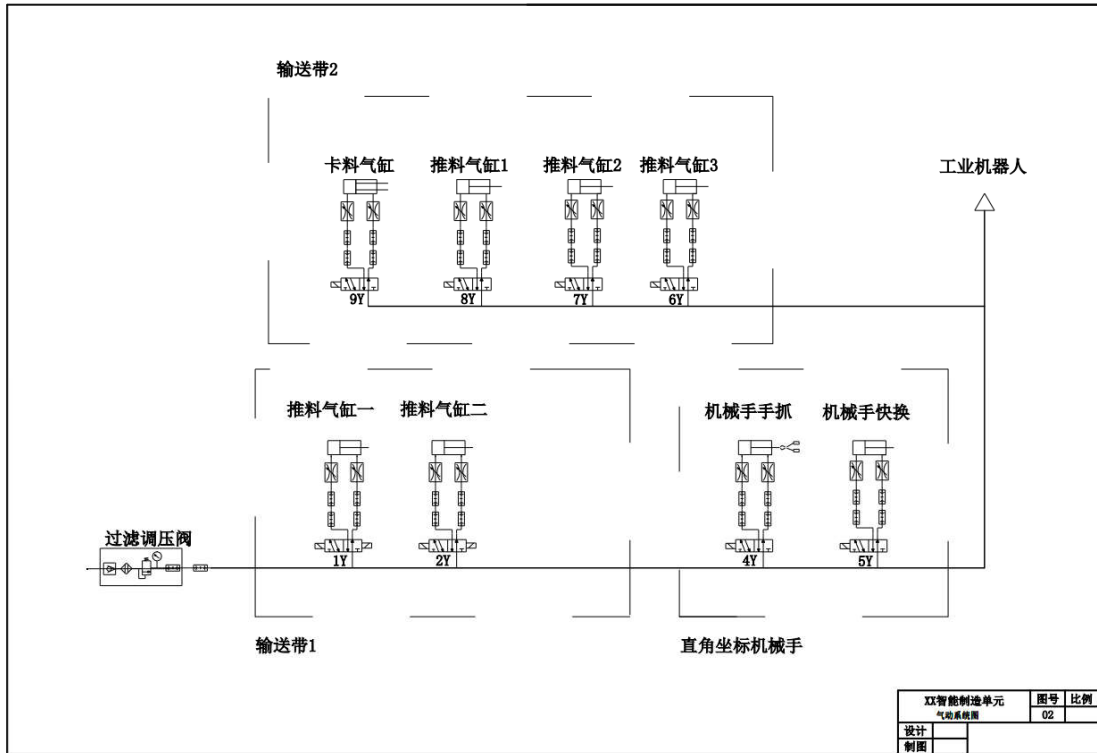 输送带2
卡料气缸 推料气缸1 推料气缸2 推料气缸3
工业机器人
9Y 8Y 7Y 6Y
推料气缸一 推料气缸二 机械手手抓 机械手快换
过滤调压阀
1Y 2Y 4Y 5Y
输送带1 直角坐标机械手
XX智能制造单元 图号 比例
气动系统图 02
设计
制图